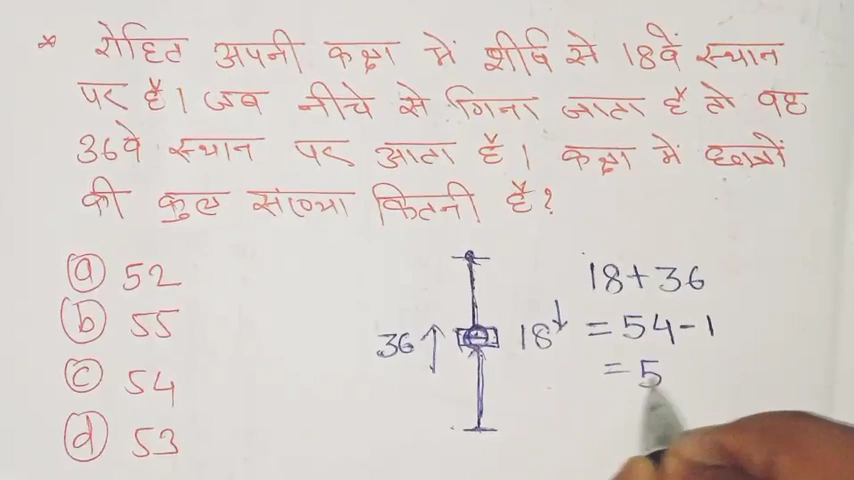 * रोहित अपनी कक्षा में शीर्ष से 18वें स्थान
पर है। जब नीचे से गिना जाता है तो वह
36वे स्थान पर आता है। कक्षा में छात्रों
की कुल संख्या कितनी है?
ⓐ 52
ⓑ 55
ⓒ 54
ⓓ 53
36↑ 18↓
18+36
= 54-1
= 5